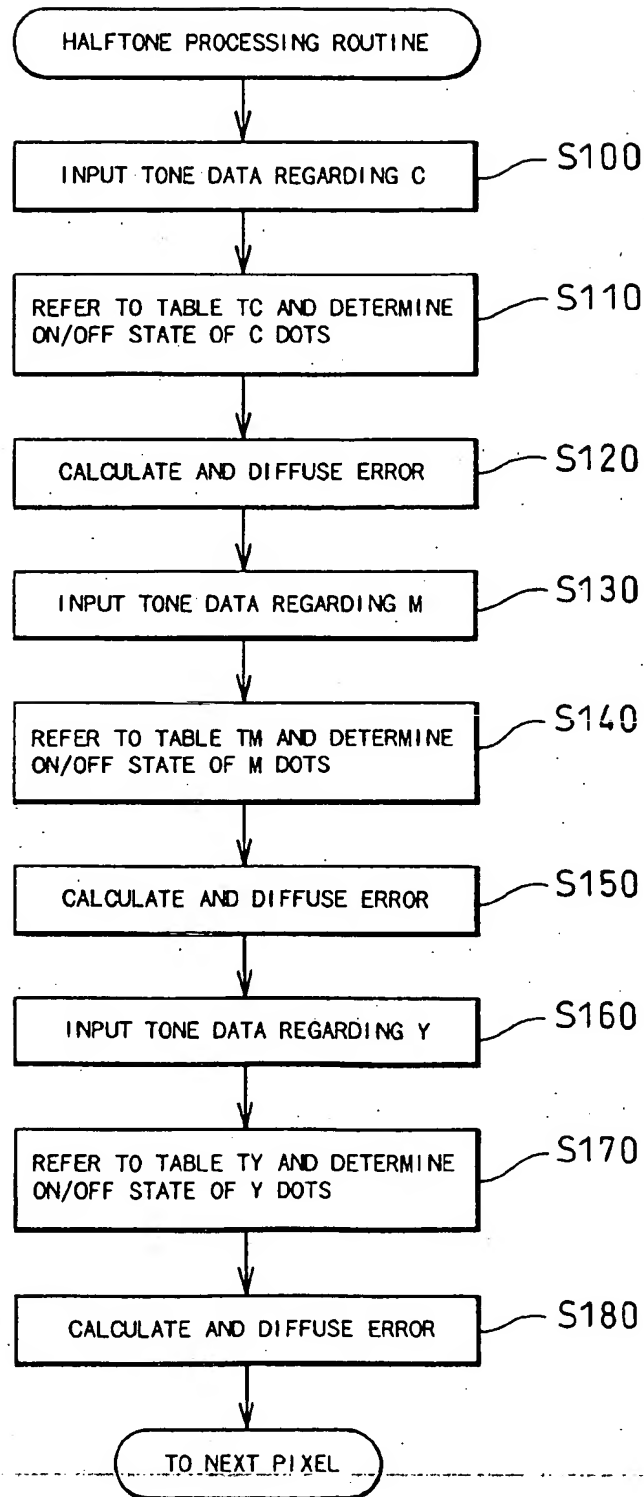 HALFTONE PROCESSING ROUTINE
INPUT TONE DATA REGARDING C
S100
REFER TO TABLE TC AND DETERMINE
ON/OFF STATE OF C DOTS
S110
CALCULATE AND DIFFUSE ERROR
S120
INPUT TONE DATA REGARDING M
S130
REFER TO TABLE TM AND DETERMINE
ON/OFF STATE OF M DOTS
S140
CALCULATE AND DIFFUSE ERROR
S150
INPUT TONE DATA REGARDING Y
S160
REFER TO TABLE TY AND DETERMINE
ON/OFF STATE OF Y DOTS
S170
CALCULATE AND DIFFUSE ERROR
S180
TO NEXT PIXEL